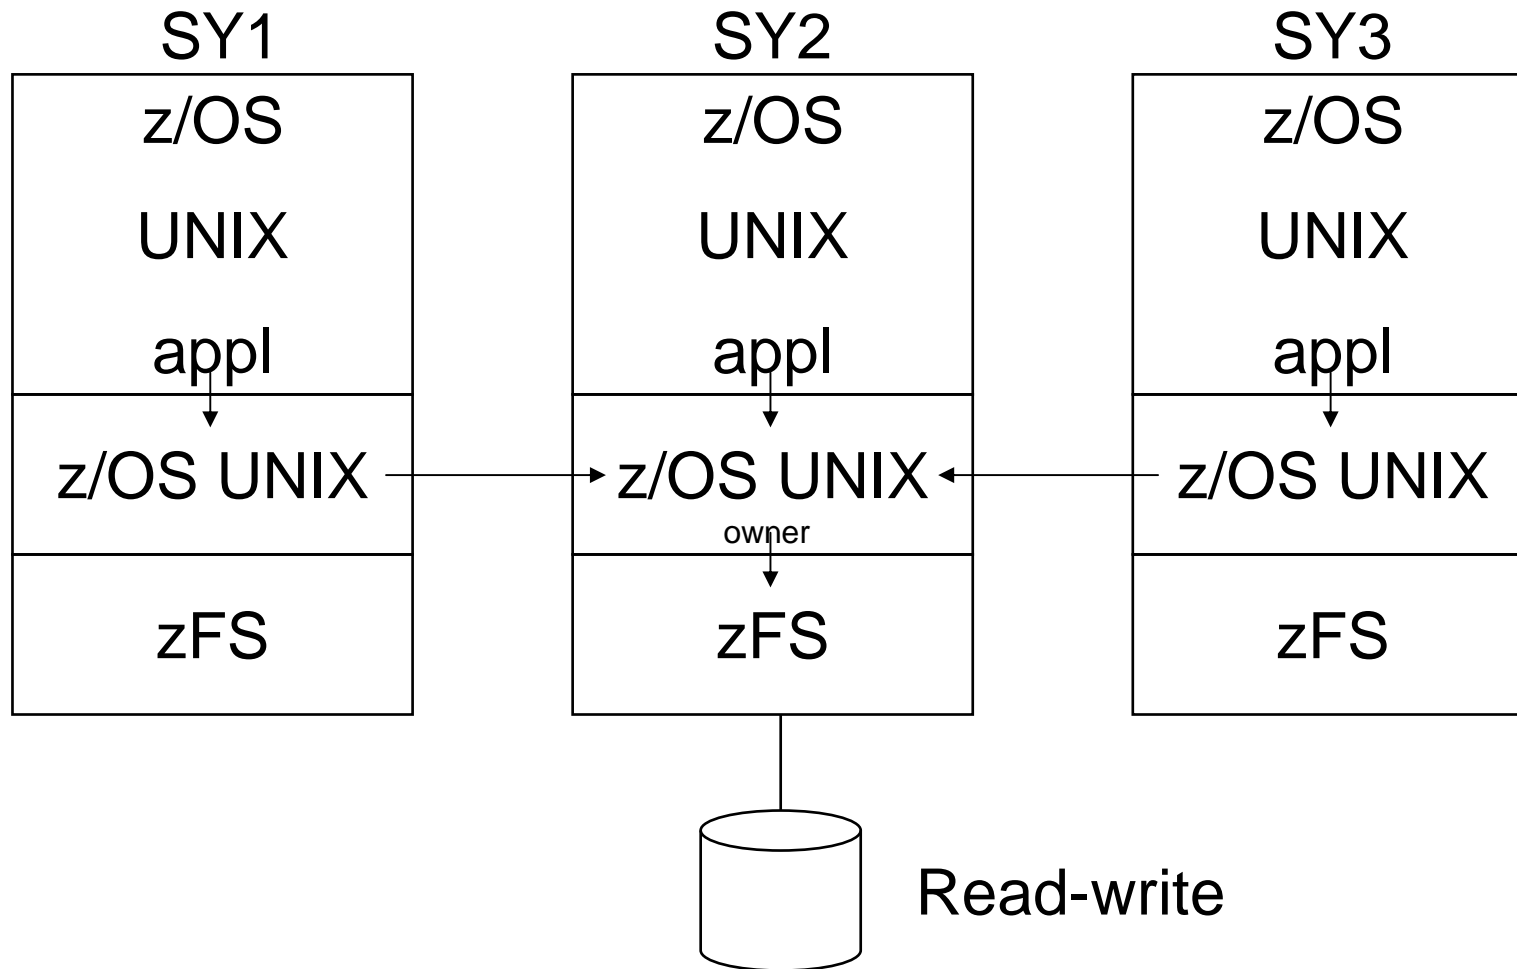 SY1
z/OS
UNIX
appl
z/OS UNIX
zFS
SY2
z/OS
UNIX
appl
z/OS UNIX
owner
zFS
SY3
z/OS
UNIX
appl
z/OS UNIX
zFS
Read-write